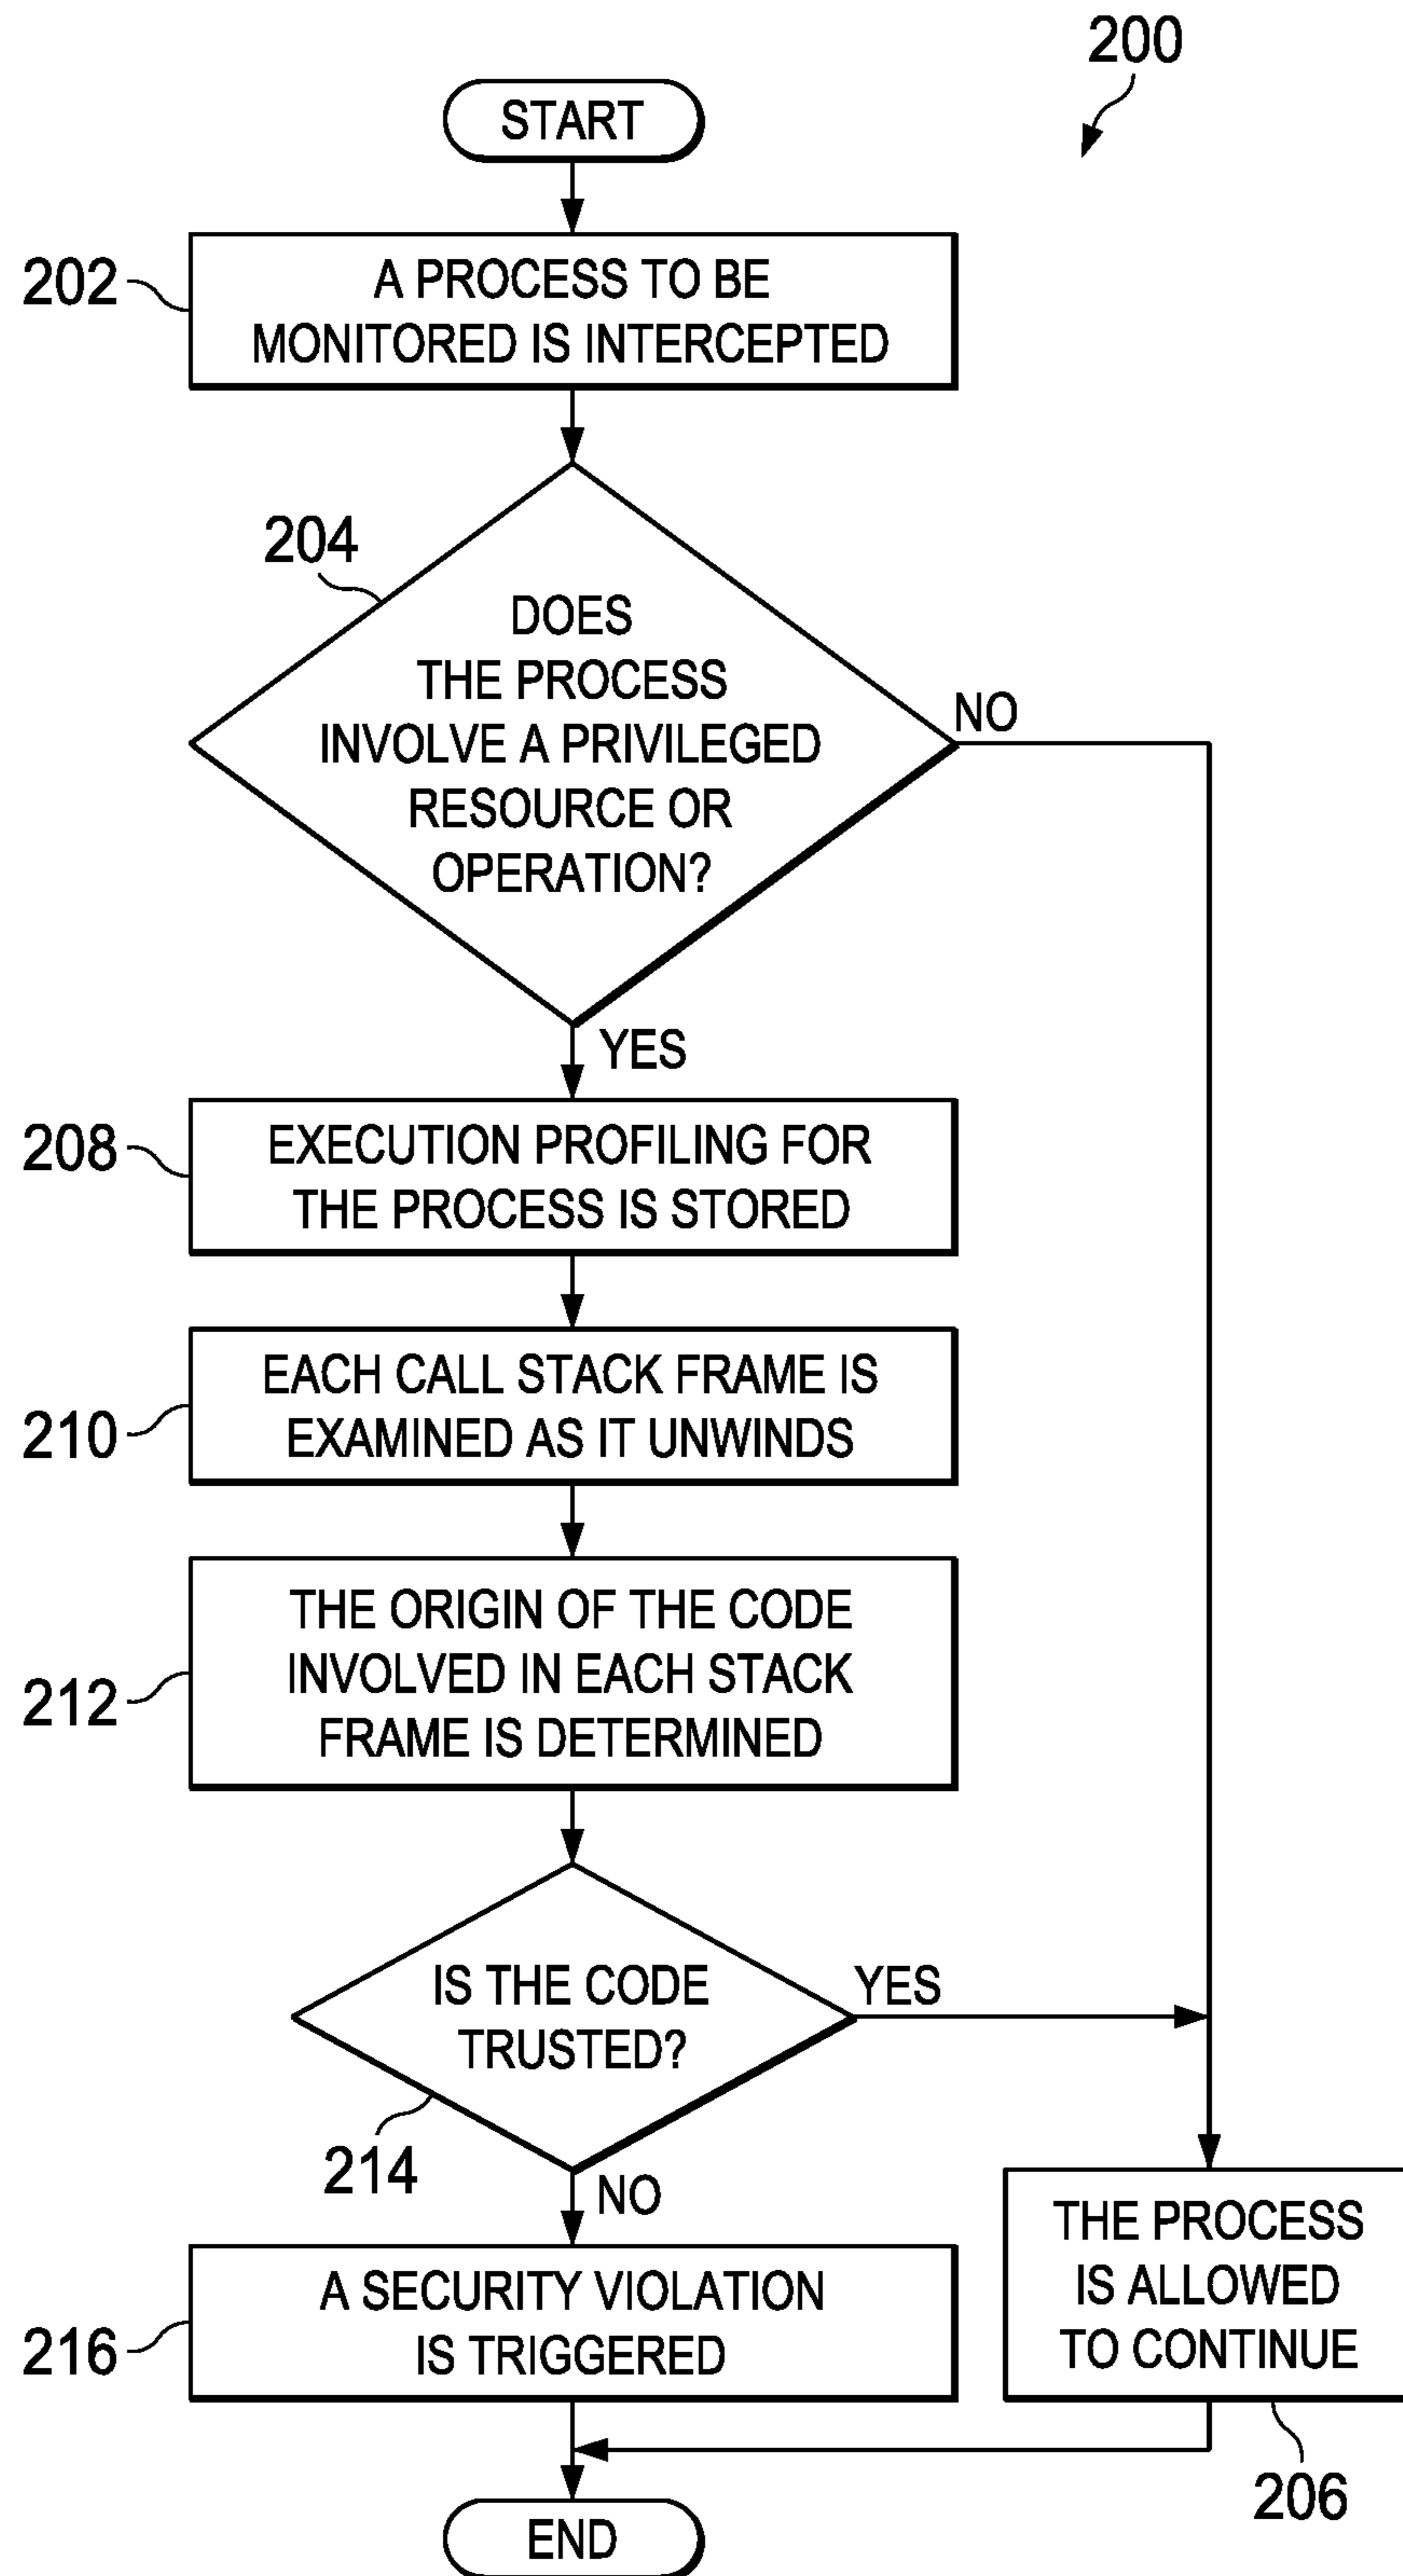 200
START
202
A PROCESS TO BE
MONITORED IS INTERCEPTED
204
DOES
THE PROCESS
INVOLVE A PRIVILEGED
RESOURCE OR
OPERATION?
NO
YES
208
EXECUTION PROFILING FOR
THE PROCESS IS STORED
210
EACH CALL STACK FRAME IS
EXAMINED AS IT UNWINDS
212
THE ORIGIN OF THE CODE
INVOLVED IN EACH STACK
FRAME IS DETERMINED
IS THE CODE
TRUSTED?
YES
214
NO
216
A SECURITY VIOLATION
IS TRIGGERED
THE PROCESS
IS ALLOWED
TO CONTINUE
206
END